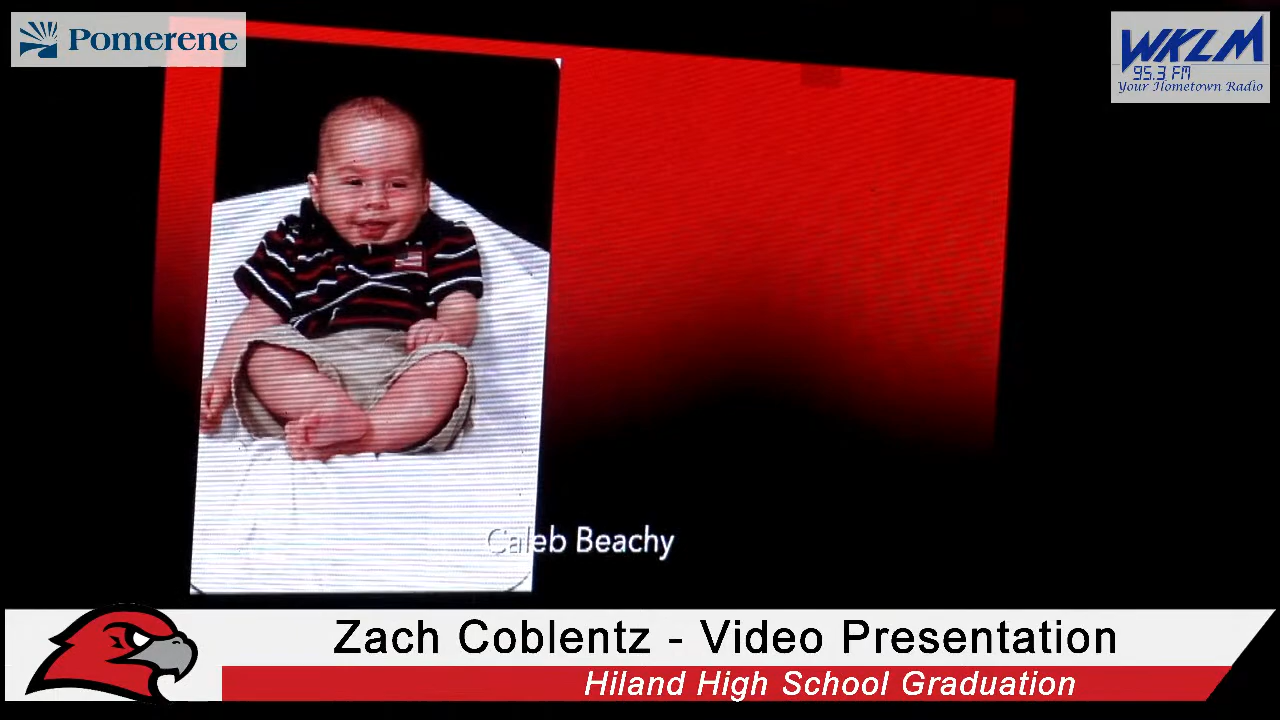 Pomerene
WKLM
95.3 FM
Your Hometown Radio
Caleb Beachy
Zach Coblentz - Video Presentation
Hiland High School Graduation